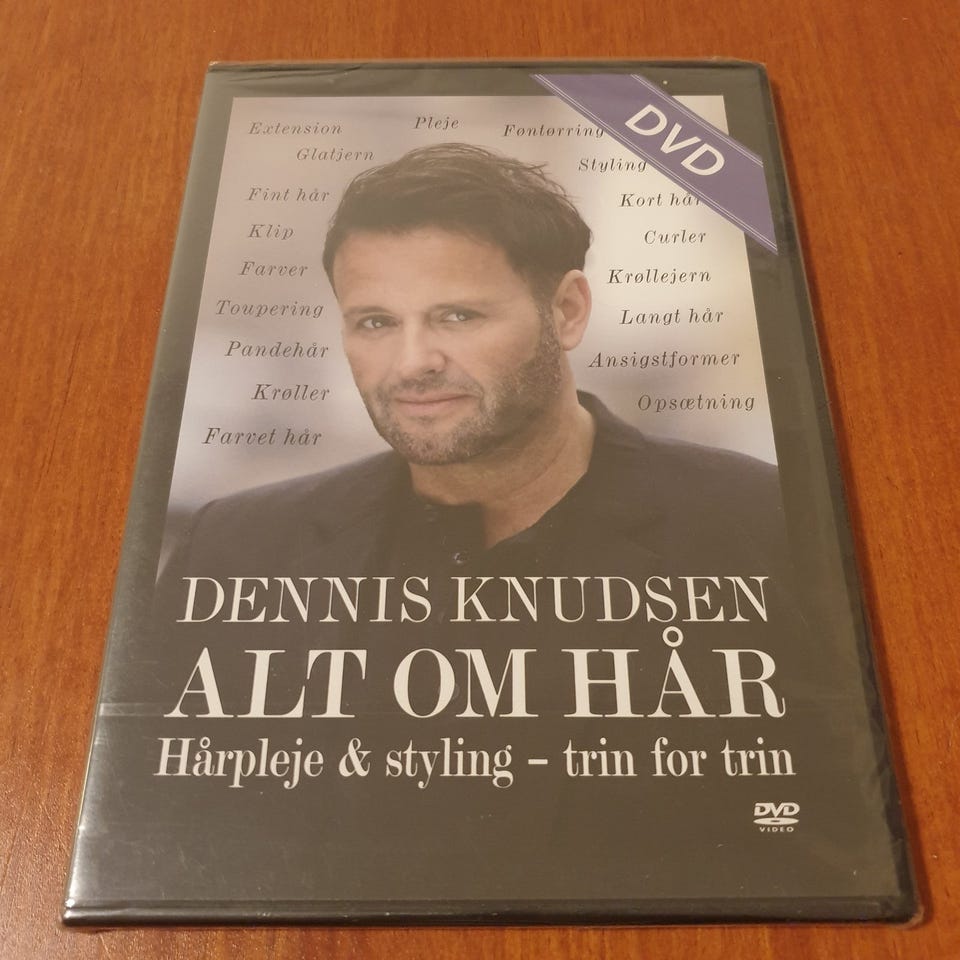 DVD
Extension
Pleje
Føntørring
Glatjern
Styling
Fint hår
Kort hår
Klip
Curler
Farver
Krøllejern
Toupering
Langt hår
Pandehår
Ansigstformer
Krøller
Opsætning
Farvet hår
DENNIS KNUDSEN
ALT OM HÅR
Hårpleje & styling – trin for trin
DVD
VIDEO